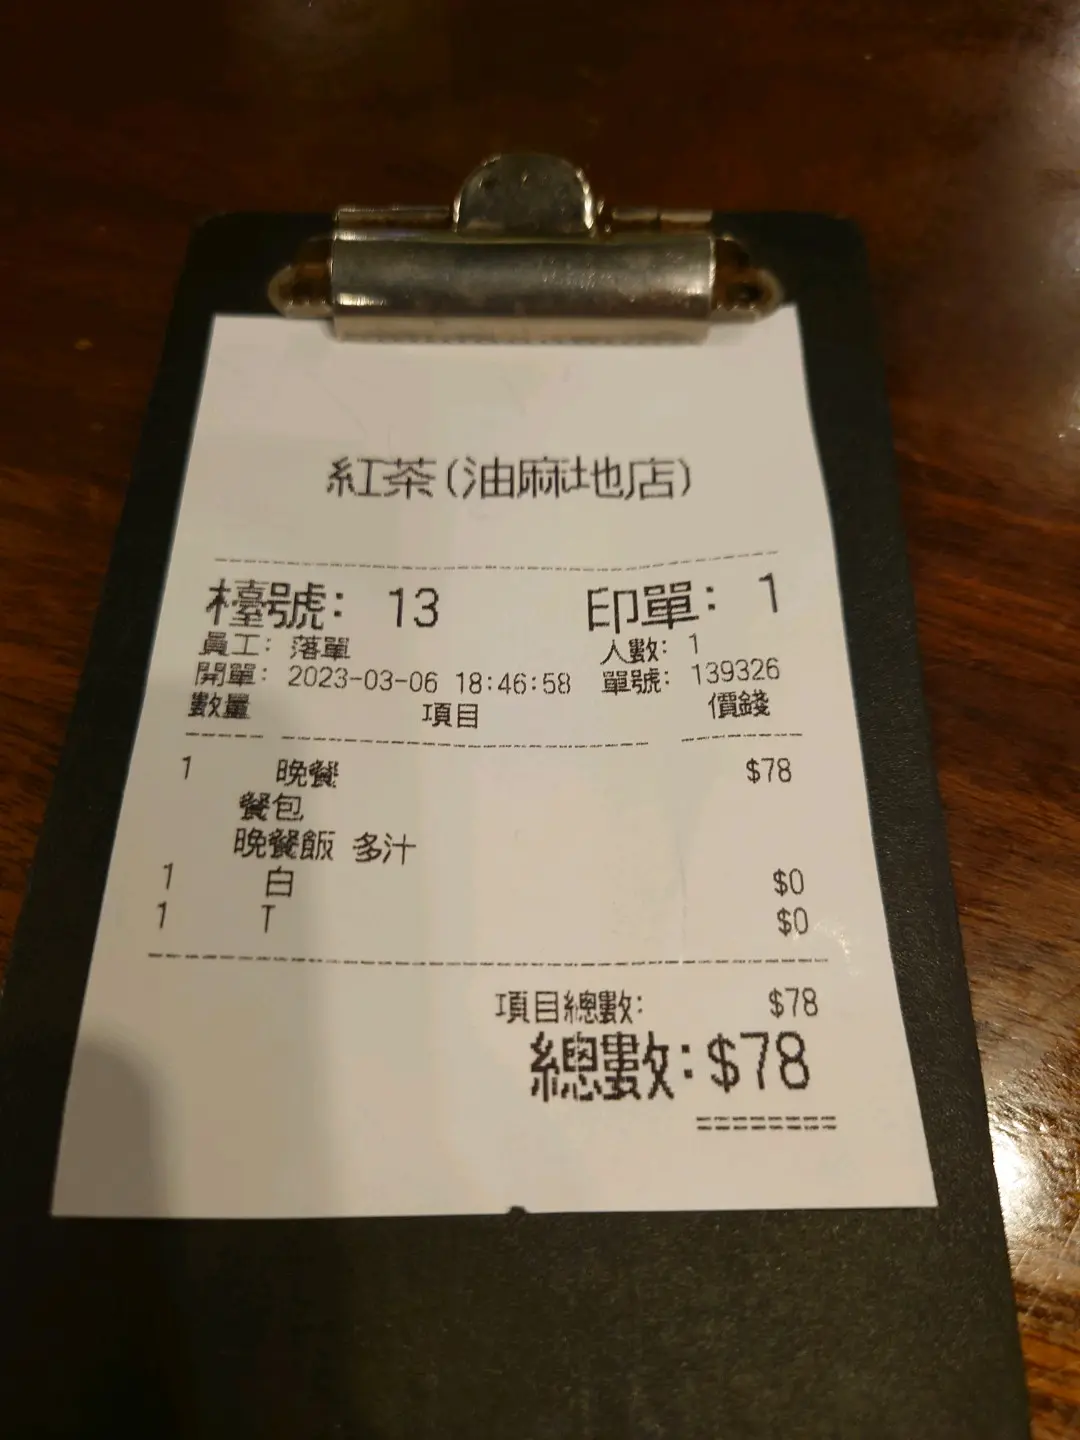 紅茶(油麻地店)
檯號: 13 印單: 1
員工: 落單 人數: 1
開單: 2023-03-06 18:46:58 單號: 139326
數量 項目 價錢
1 晚餐 $78
餐包
晚餐飯 多汁
1 白 $0
1 T $0
項目總數: $78
總數:$78